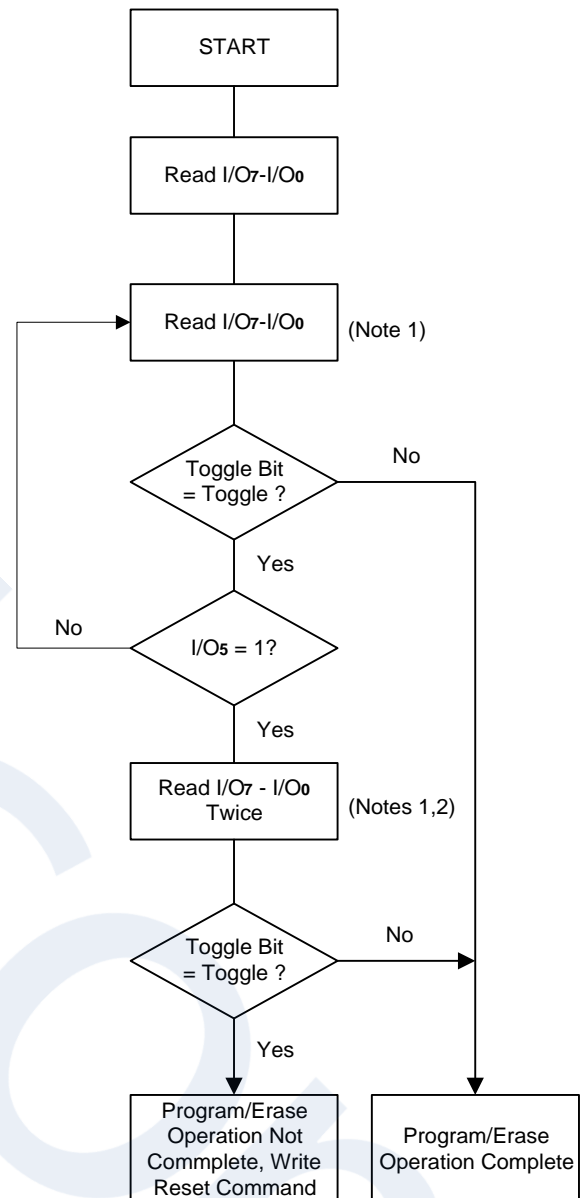 START
Read I/O7-I/O0
Read I/O7-I/O0
(Note 1)
Toggle Bit
= Toggle ?
No
Yes
No
I/O5 = 1?
Yes
Read I/O7 - I/O0
Twice
(Notes 1,2)
Toggle Bit
= Toggle ?
No
Yes
Program/Erase
Operation Not
Commplete, Write
Reset Command
Program/Erase
Operation Complete